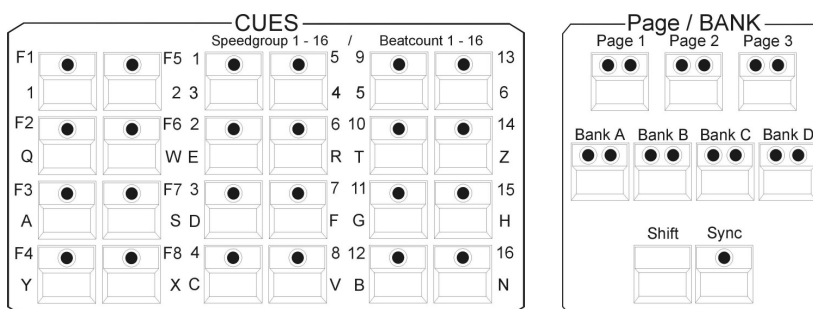 CUES
Speedgroup 1 - 16 / Beatcount 1 - 16
F1 F5 1 5 9 13
1 2 3 4 5 6
F2 F6 2 6 10 14
Q W E R T Z
F3 F7 3 7 11 15
A S D F G H
F4 F8 4 8 12 16
Y X C V B N
Page / BANK
Page 1 Page 2 Page 3
Bank A Bank B Bank C Bank D
Shift Sync